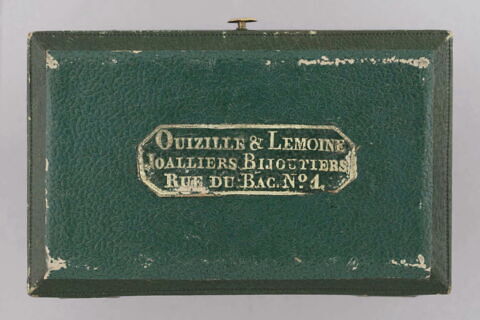 OUIZILLE & LEMOINE
JOALLIERS BIJOUTIERS
RUE DU BAC. Nº 1.